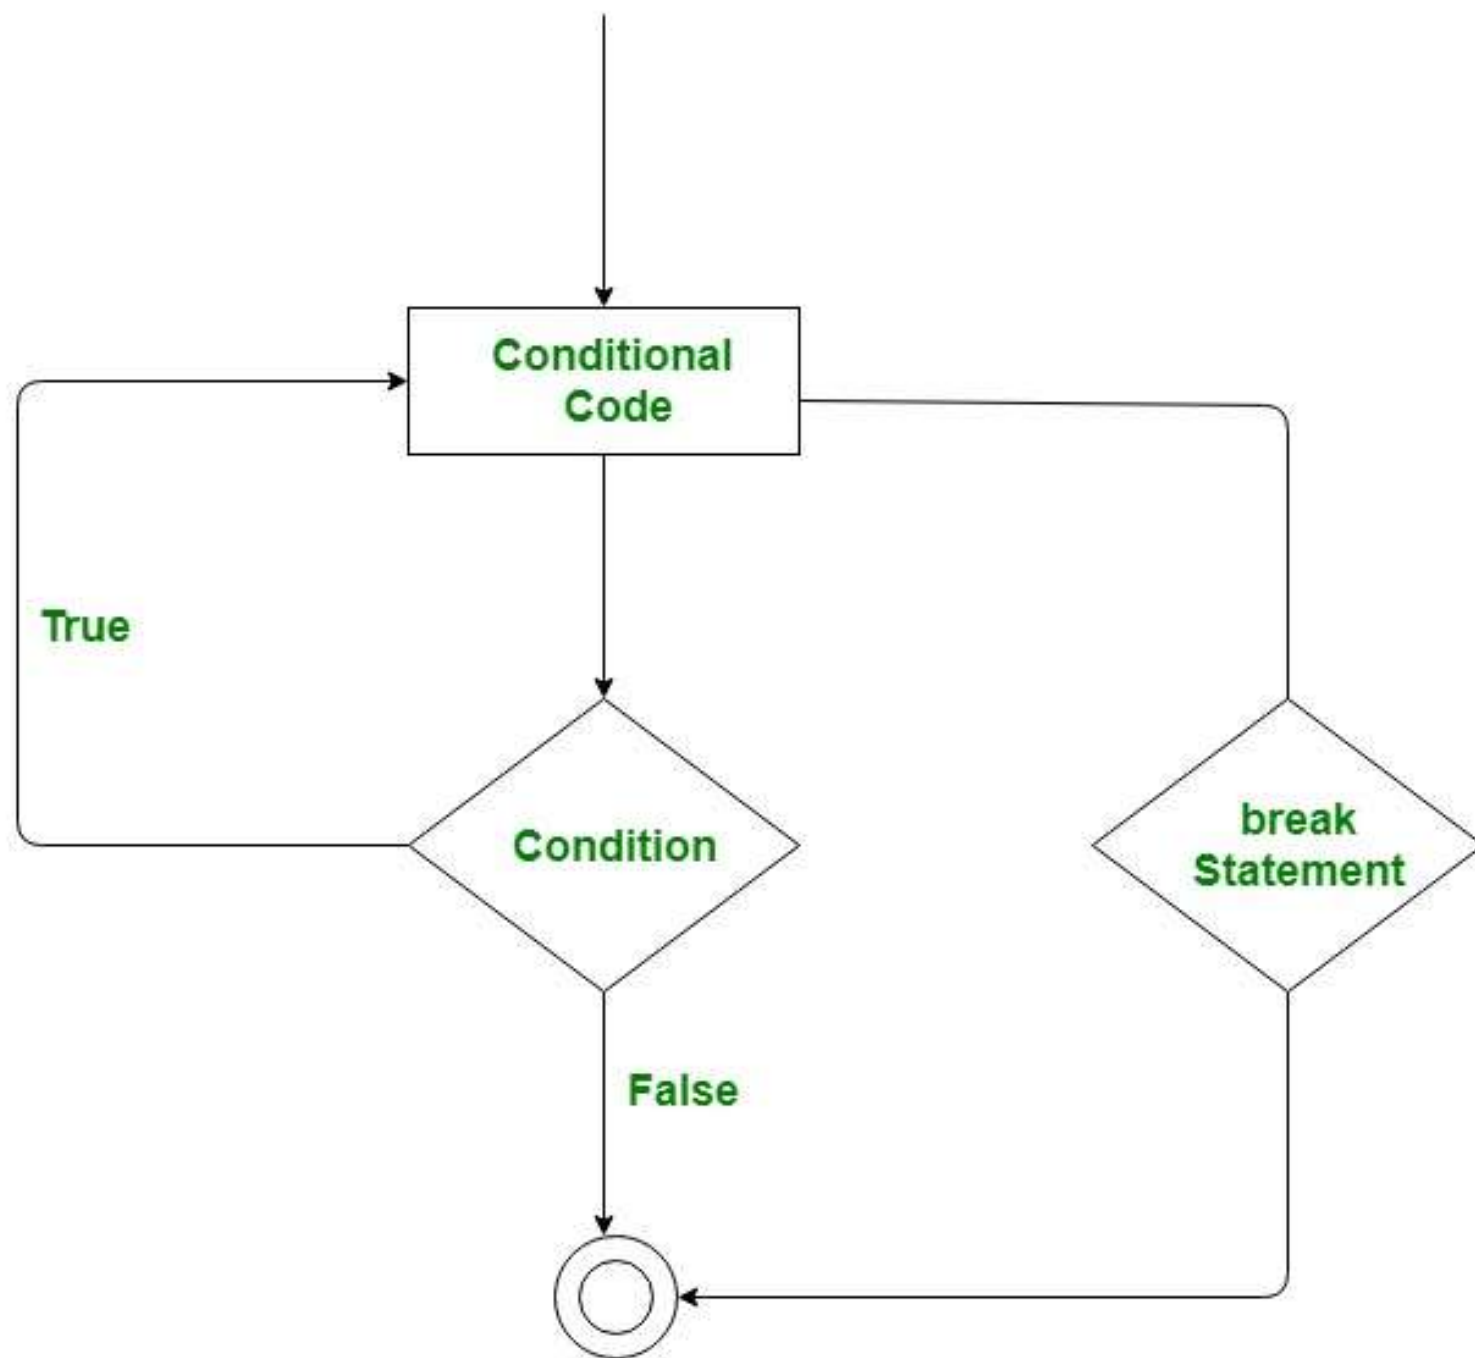 Conditional
Code
True
Condition
break
Statement
False